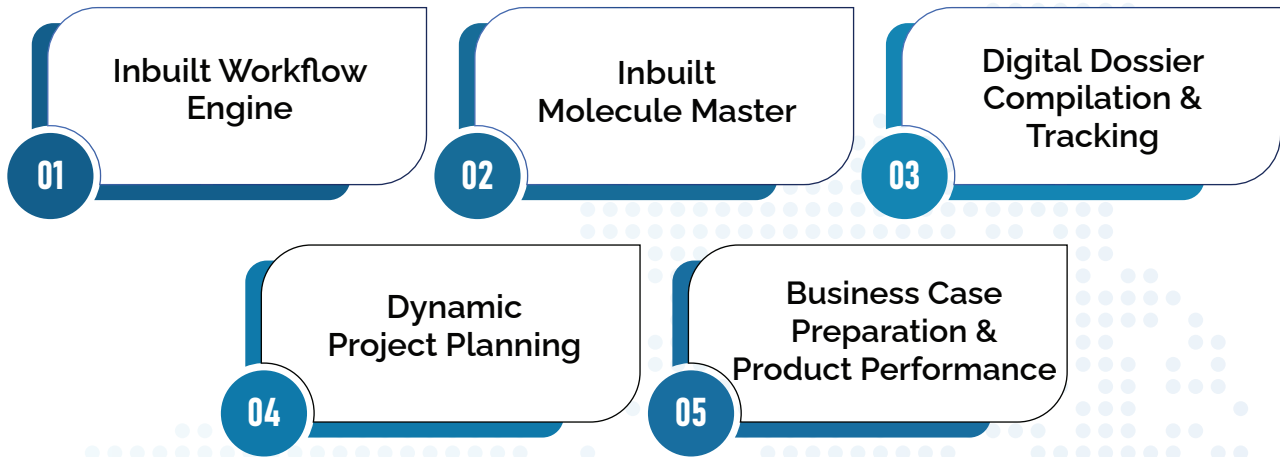 Inbuilt Workflow
Engine
01
Inbuilt
Molecule Master
02
Digital Dossier
Compilation &
Tracking
03
Dynamic
Project Planning
04
Business Case
Preparation &
Product Performance
05